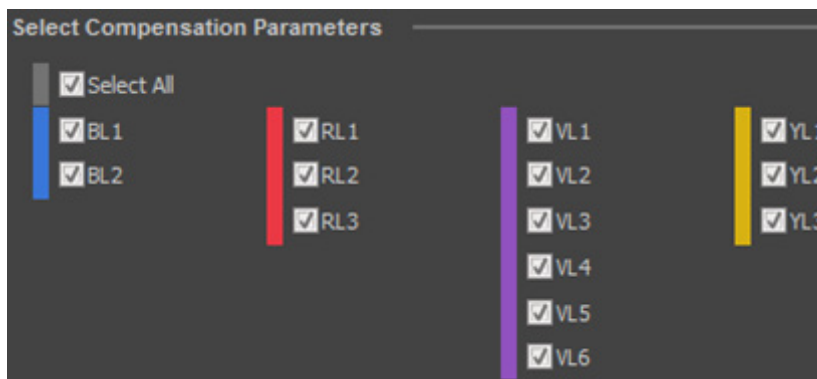 Select Compensation Parameters
Select All
BL1 RL1 VL1
BL2 RL2 VL2
RL3 VL3
VL4
VL5
VL6